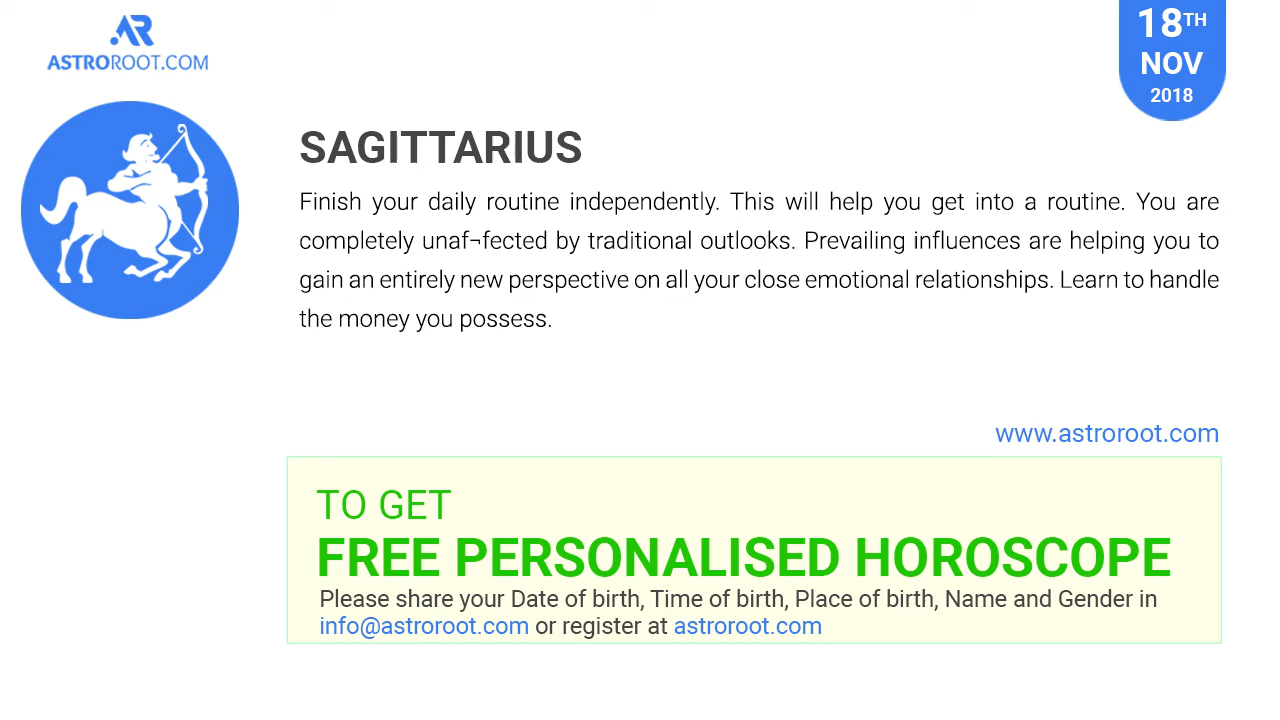 ASTROROOT.COM
18TH
NOV
2018
SAGITTARIUS
Finish your daily routine independently. This will help you get into a routine. You are
completely unaf¬fected by traditional outlooks. Prevailing influences are helping you to
gain an entirely new perspective on all your close emotional relationships. Learn to handle
the money you possess.
www.astroroot.com
TO GET
FREE PERSONALISED HOROSCOPE
Please share your Date of birth, Time of birth, Place of birth, Name and Gender in
info@astroroot.com or register at astroroot.com